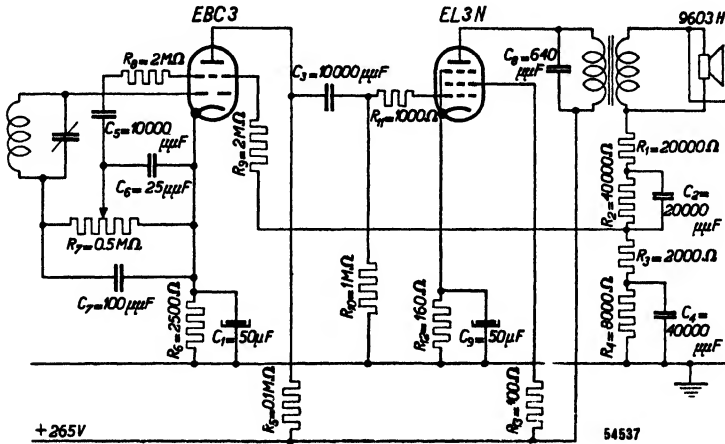 EBC3
EL3N
9603H
R8=2MΩ
C3=10000 μμF
C8=640 μμF
C5=10000 μμF
R11=1000Ω
R9=2MΩ
R1=20000Ω
C6=25μμF
R2=40000Ω
C2=20000 μμF
R7=0.5MΩ
R3=2000Ω
C7=100μμF
R10=1MΩ
R6=2500Ω
C1=50μF
R12=160Ω
C9=50μF
R4=8000Ω
C4=40000 μμF
R5=0.1MΩ
R13=100Ω
+265V
54537